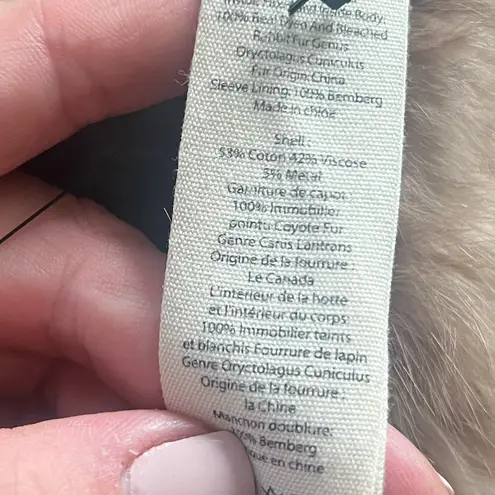 Body.
100% Real Dyed And Bleached
Rabbit Fur Genus
Oryctolagus Cuniculus
Fur Origin: China
Sleeve Lining: 100% Bemberg
Made in china
Shell :
53% Coton 42% Viscose
5% Metal
Garniture de capot
100% Immobilier
pointu Coyote Fur
Genre Canis Lantrans
Origine de la fourrure :
Le Canada
L'intérieur de la hotte
et l'intérieur du corps
100% Immobilier teints
et blanchis Fourrure de lapin
Genre Oryctolagus Cuniculus
Origine de la fourrure :
la Chine
Manchon doublure:
Bemberg
en chine